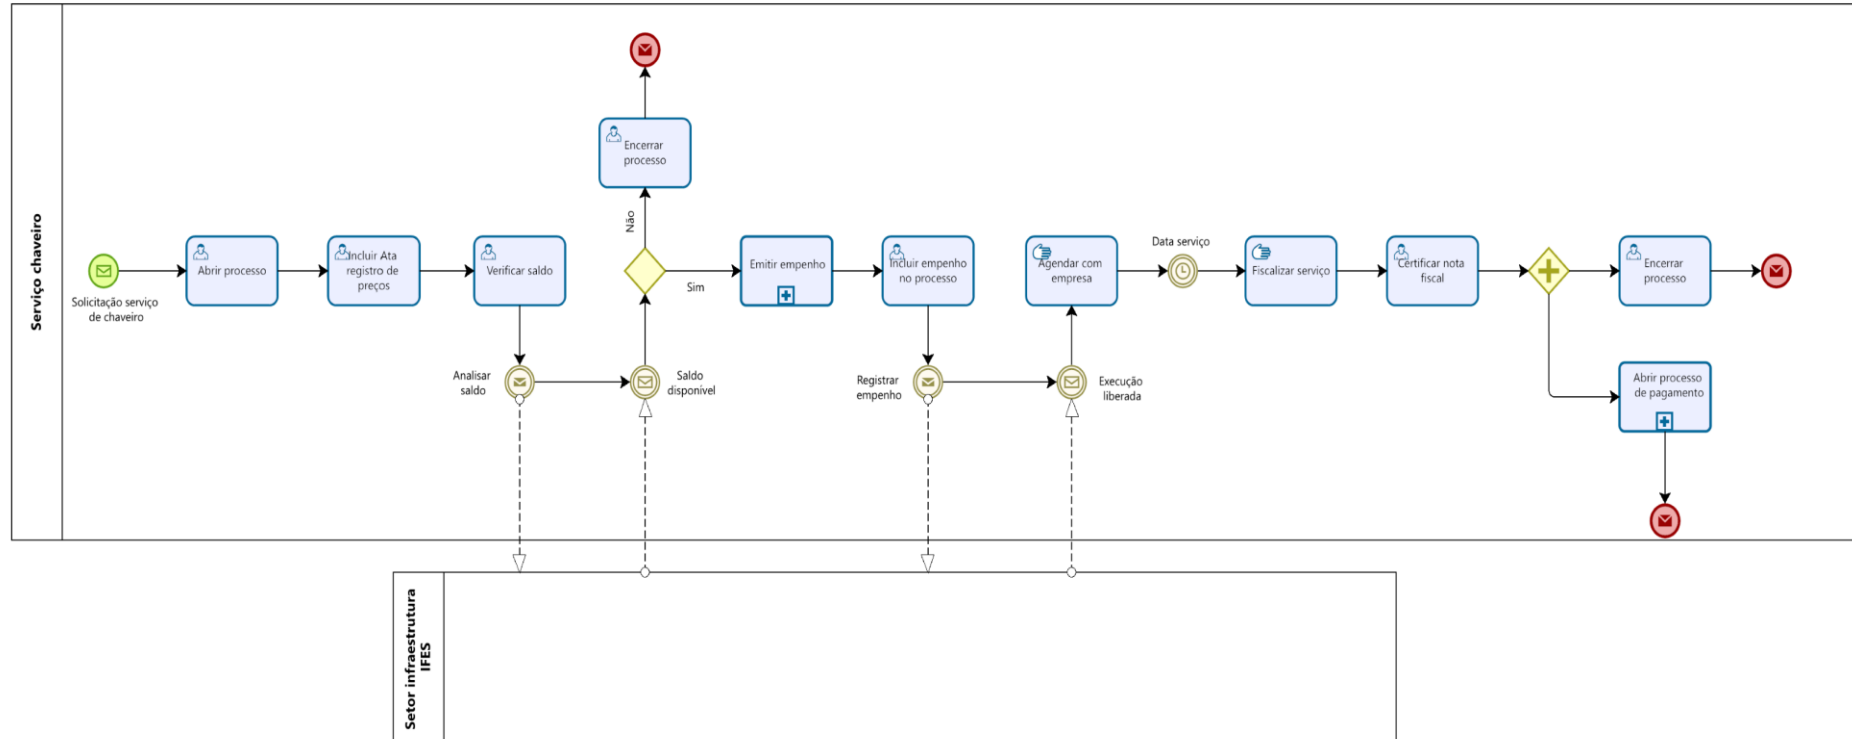 Serviço chaveiro
Solicitação serviço
de chaveiro
Abrir processo
Incluir Ata
registro de
preços
Verificar saldo
Analisar
saldo
Saldo
disponível
Não
Encerrar
processo
Sim
Emitir empenho
Incluir empenho
no processo
Registrar
empenho
Execução
liberada
Agendar com
empresa
Data serviço
Fiscalizar serviço
Certificar nota
fiscal
Encerrar
processo
Abrir processo
de pagamento
Setor infraestrutura
IFES